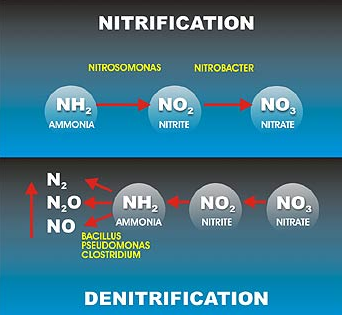 NITRIFICATION
NITROSOMONAS NITROBACTER
NH2 NO2 NO3
AMMONIA NITRITE NITRATE
N2
N2O NH2 NO2 NO3
NO AMMONIA NITRITE NITRATE
BACILLUS
PSEUDOMONAS
CLOSTRIDIUM
DENITRIFICATION